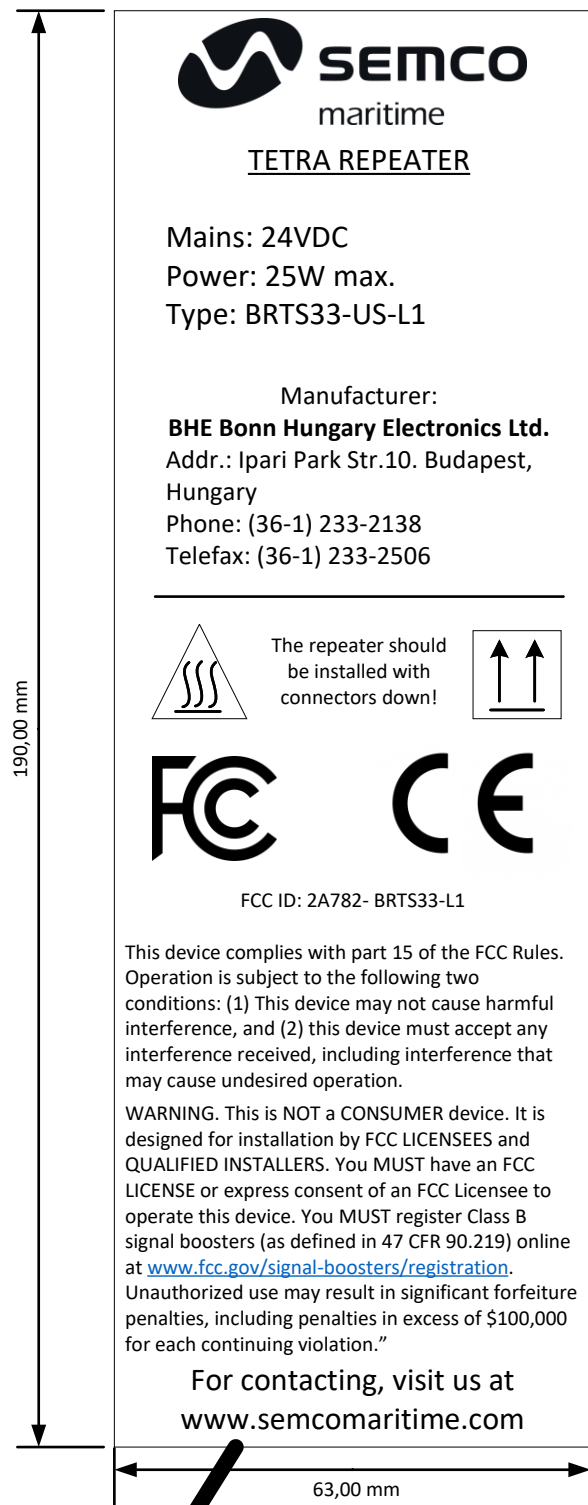 SEMCO
maritime
TETRA REPEATER
Mains: 24VDC
Power: 25W max.
Type: BRTS33-US-L1
Manufacturer:
BHE Bonn Hungary Electronics Ltd.
Addr.: Ipari Park Str.10. Budapest,
Hungary
Phone: (36-1) 233-2138
Telefax: (36-1) 233-2506
The repeater should
be installed with
connectors down!
190,00 mm
FC CE
FCC ID: 2A782- BRTS33-L1
This device complies with part 15 of the FCC Rules.
Operation is subject to the following two
conditions: (1) This device may not cause harmful
interference, and (2) this device must accept any
interference received, including interference that
may cause undesired operation.
WARNING. This is NOT a CONSUMER device. It is
designed for installation by FCC LICENSEES and
QUALIFIED INSTALLERS. You MUST have an FCC
LICENSE or express consent of an FCC Licensee to
operate this device. You MUST register Class B
signal boosters (as defined in 47 CFR 90.219) online
at www.fcc.gov/signal-boosters/registration.
Unauthorized use may result in significant forfeiture
penalties, including penalties in excess of $100,000
for each continuing violation.”
For contacting, visit us at
www.semcomaritime.com
63,00 mm